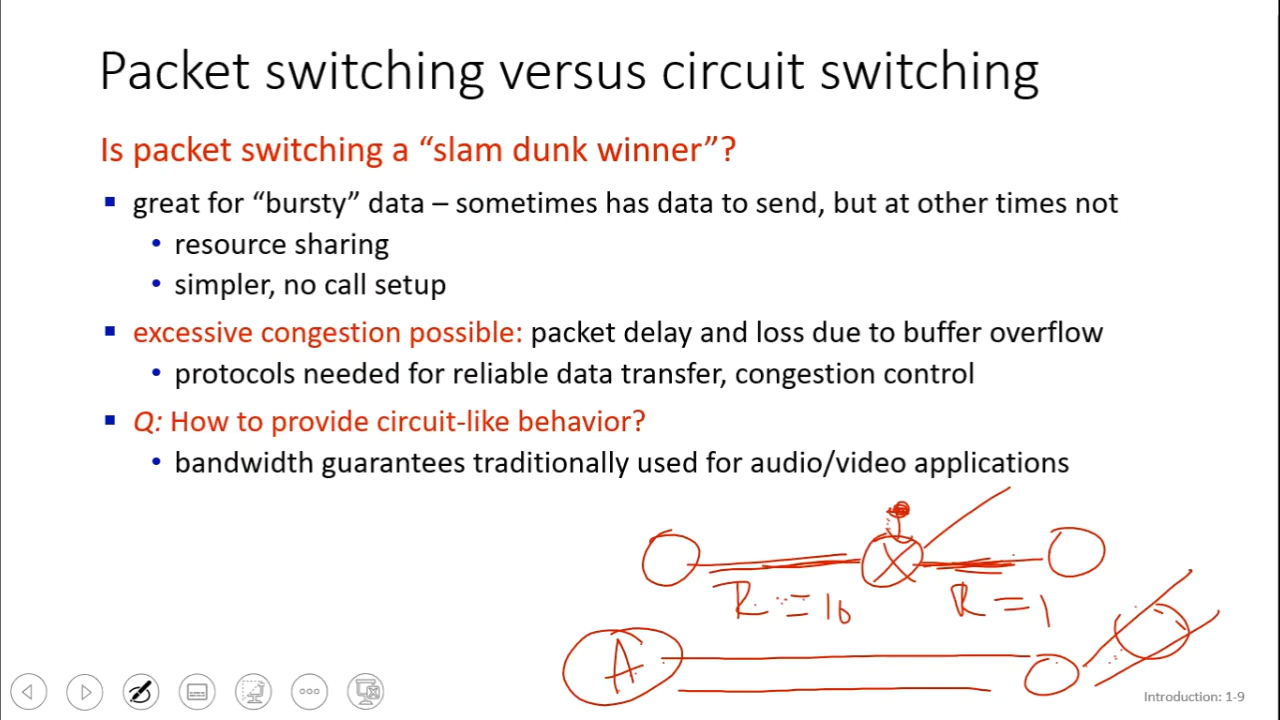 Packet switching versus circuit switching
Is packet switching a “slam dunk winner”?
▪ great for “bursty” data – sometimes has data to send, but at other times not
• resource sharing
• simpler, no call setup
▪ excessive congestion possible: packet delay and loss due to buffer overflow
• protocols needed for reliable data transfer, congestion control
▪ Q: How to provide circuit-like behavior?
• bandwidth guarantees traditionally used for audio/video applications
X
R = 10 R = 1
A
Introduction: 1-9